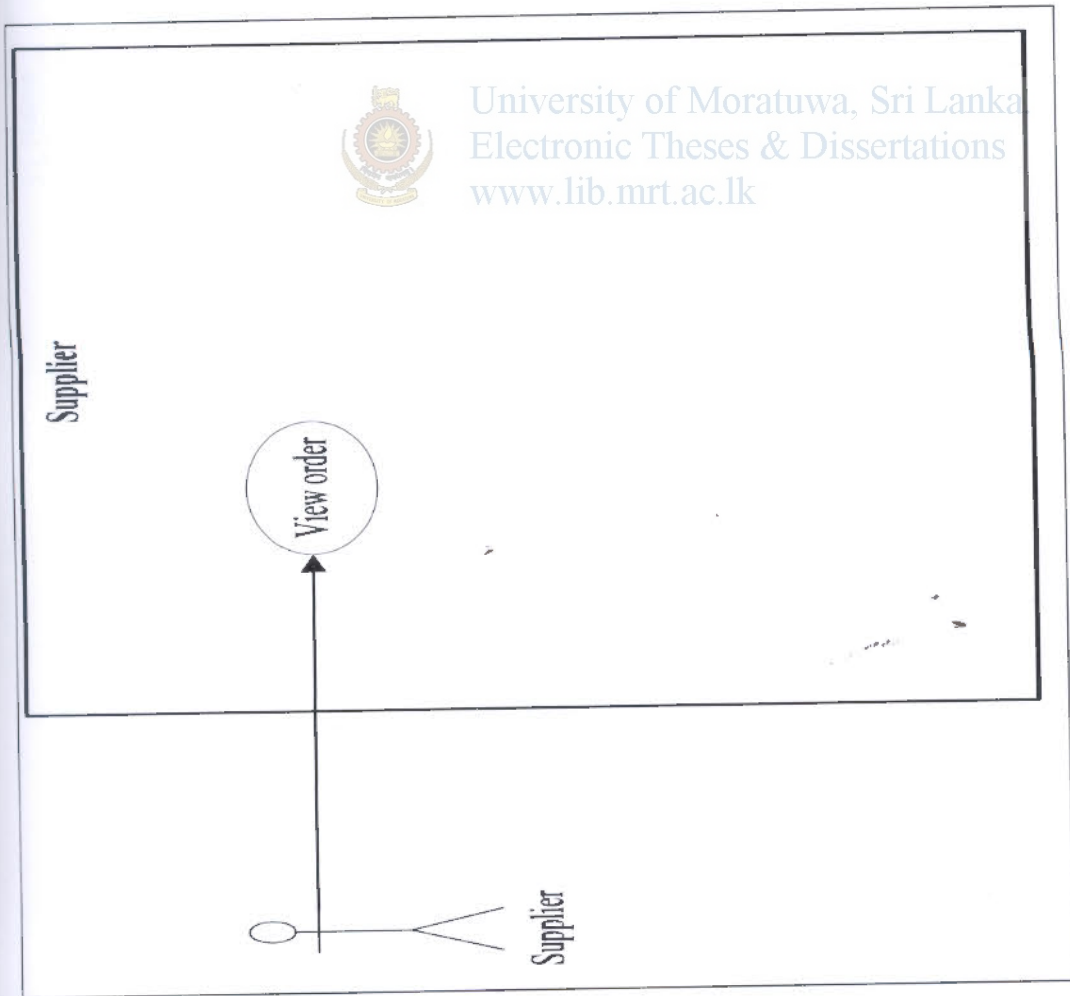 University of Moratuwa, Sri Lanka.
Electronic Theses & Dissertations
www.lib.mrt.ac.lk
Supplier
View order
Supplier